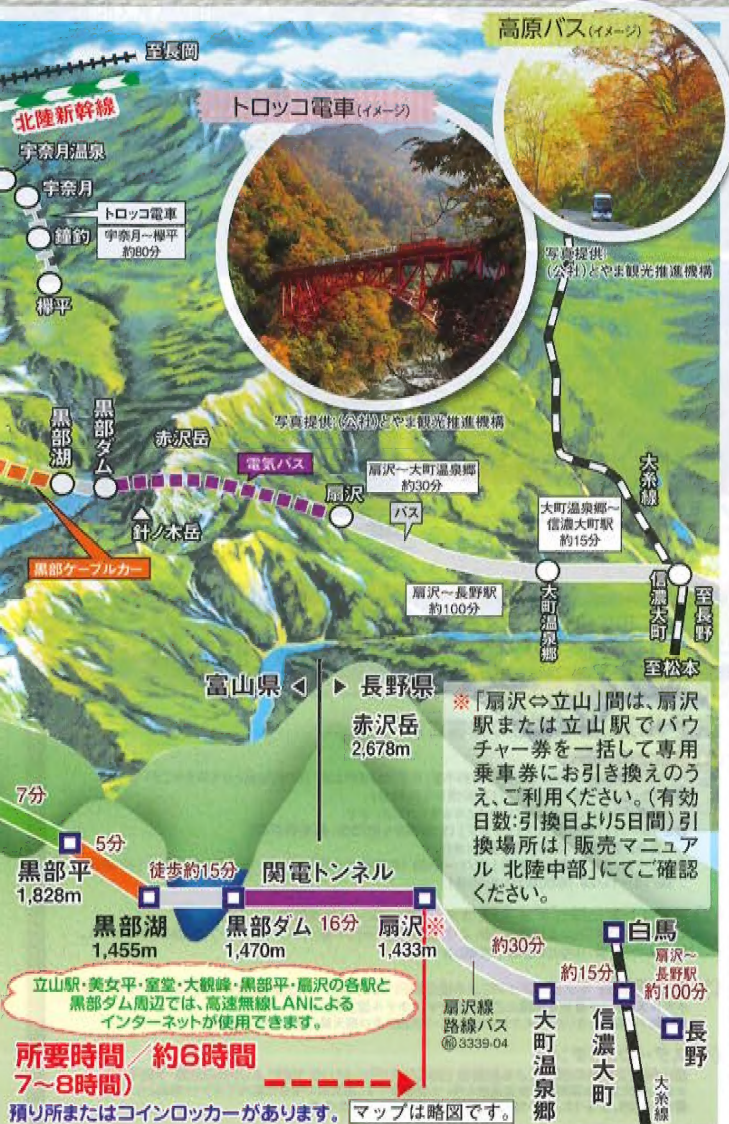 高原バス(イメージ)
至長岡
北陸新幹線
トロッコ電車(イメージ)
宇奈月温泉
宇奈月
トロッコ電車
宇奈月〜欅平
約80分
鐘釣
欅平
写真提供:
(公社)とやま観光推進機構
写真提供:(公社)とやま観光推進機構
黒部湖
黒部ダム
赤沢岳
電気バス
扇沢〜大町温泉郷
約30分
扇沢
バス
大糸線
大町温泉郷〜
信濃大町駅
約15分
針ノ木岳
黒部ケーブルカー
扇沢〜長野駅
約100分
大町温泉郷
信濃大町
至長野
至松本
富山県
長野県
赤沢岳
2,678m
※「扇沢⇔立山」間は、扇沢
駅または立山駅でバウ
チャー券を一括して専用
乗車券にお引き換えのう
え、ご利用ください。(有効
日数:引換日より5日間)引
換場所は「販売マニュア
ル 北陸中部」にてご確認
ください。
7分
黒部平
1,828m
5分
徒歩約15分
関電トンネル
黒部湖
1,455m
黒部ダム
1,470m
16分
扇沢※
1,433m
白馬
約30分
約15分
扇沢〜
長野駅
約100分
立山駅・美女平・室堂・大観峰・黒部平・扇沢の各駅と
黒部ダム周辺では、高速無線LANによる
インターネットが使用できます。
扇沢線
路線バス
㊗3339-04
大町温泉郷
信濃大町
長野
大糸線
所要時間/約6時間
7〜8時間)
預り所またはコインロッカーがあります。
マップは略図です。